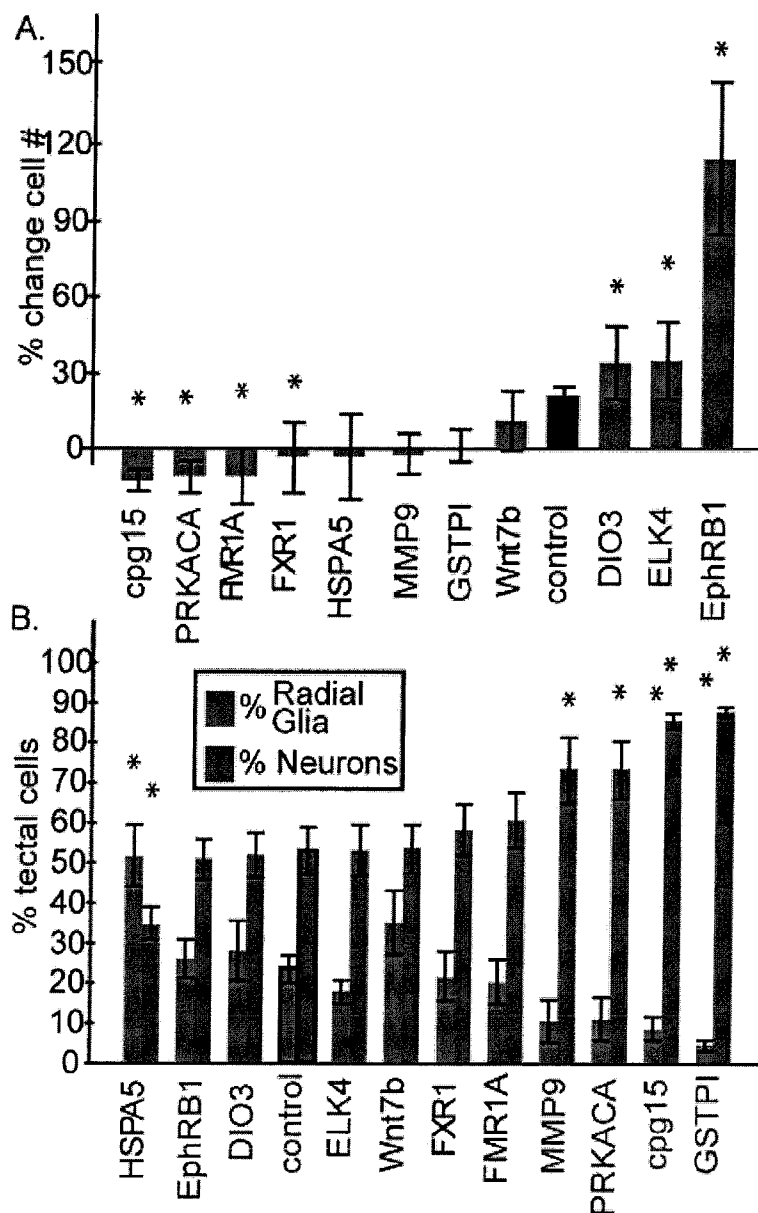 A.
% change cell #
150
120
90
60
30
0
* * * * * * *
cpg15
PRKACA
FMR1A
FXR1
HSPA5
MMP9
GSTPI
Wnt7b
control
DIO3
ELK4
EphRB1
B.
% tectal cells
100
90
80
70
60
50
40
30
20
10
0
% Radial
Glia
% Neurons
* * * * * * * *
HSPA5
EphRB1
DIO3
control
ELK4
Wnt7b
FXR1
FMR1A
MMP9
PRKACA
cpg15
GSTPI